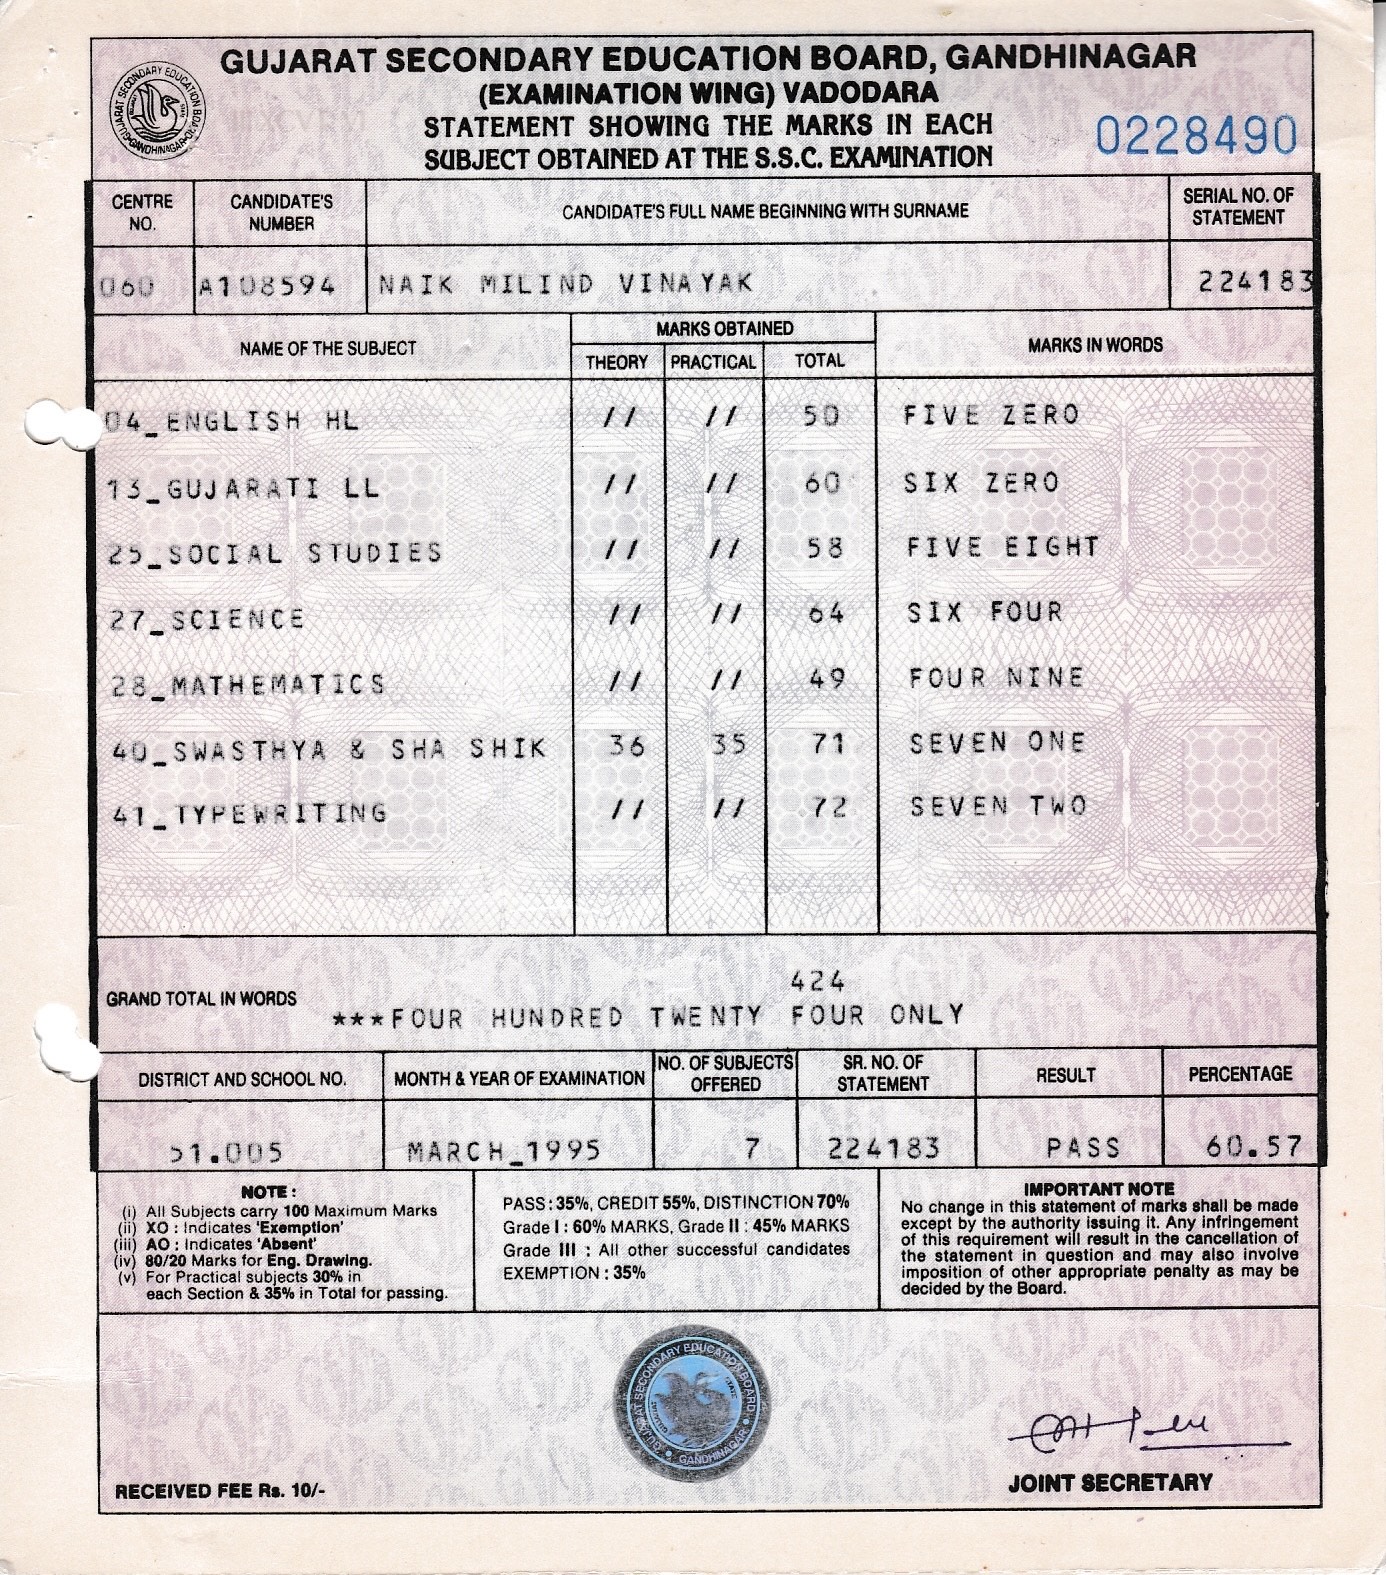 GUJARAT SECONDARY EDUCATION BOARD, GANDHINAGAR
(EXAMINATION WING) VADODARA
STATEMENT SHOWING THE MARKS IN EACH
SUBJECT OBTAINED AT THE S.S.C. EXAMINATION
0228490
GUJARAT SECONDARY EDUCATION BOARD GANDHINAGAR
CENTRE NO. CANDIDATE'S NUMBER CANDIDATE'S FULL NAME BEGINNING WITH SURNAME SERIAL NO. OF STATEMENT
060 A108594 NAIK MILIND VINAYAK 224183
NAME OF THE SUBJECT MARKS OBTAINED MARKS IN WORDS
THEORY PRACTICAL TOTAL
04_ENGLISH HL // // 50 FIVE ZERO
13_GUJARATI LL // // 60 SIX ZERO
25_SOCIAL STUDIES // // 58 FIVE EIGHT
27_SCIENCE // // 64 SIX FOUR
28_MATHEMATICS // // 49 FOUR NINE
40_SWASTHYA & SHA SHIK 36 35 71 SEVEN ONE
41_TYPEWRITING // // 72 SEVEN TWO
424
GRAND TOTAL IN WORDS ***FOUR HUNDRED TWENTY FOUR ONLY
DISTRICT AND SCHOOL NO. MONTH & YEAR OF EXAMINATION NO. OF SUBJECTS OFFERED SR. NO. OF STATEMENT RESULT PERCENTAGE
51.005 MARCH_1995 7 224183 PASS 60.57
NOTE :
(i) All Subjects carry 100 Maximum Marks
(ii) XO : Indicates 'Exemption'
(iii) AO : Indicates 'Absent'
(iv) 80/20 Marks for Eng. Drawing.
(v) For Practical subjects 30% in
each Section & 35% in Total for passing.
PASS : 35%, CREDIT 55%, DISTINCTION 70%
Grade I : 60% MARKS, Grade II : 45% MARKS
Grade III : All other successful candidates
EXEMPTION : 35%
IMPORTANT NOTE
No change in this statement of marks shall be made
except by the authority issuing it. Any infringement
of this requirement will result in the cancellation of
the statement in question and may also involve
imposition of other appropriate penalty as may be
decided by the Board.
SECONDARY EDUCATION BOARD
GANDHINAGAR
RECEIVED FEE Rs. 10/-
JOINT SECRETARY